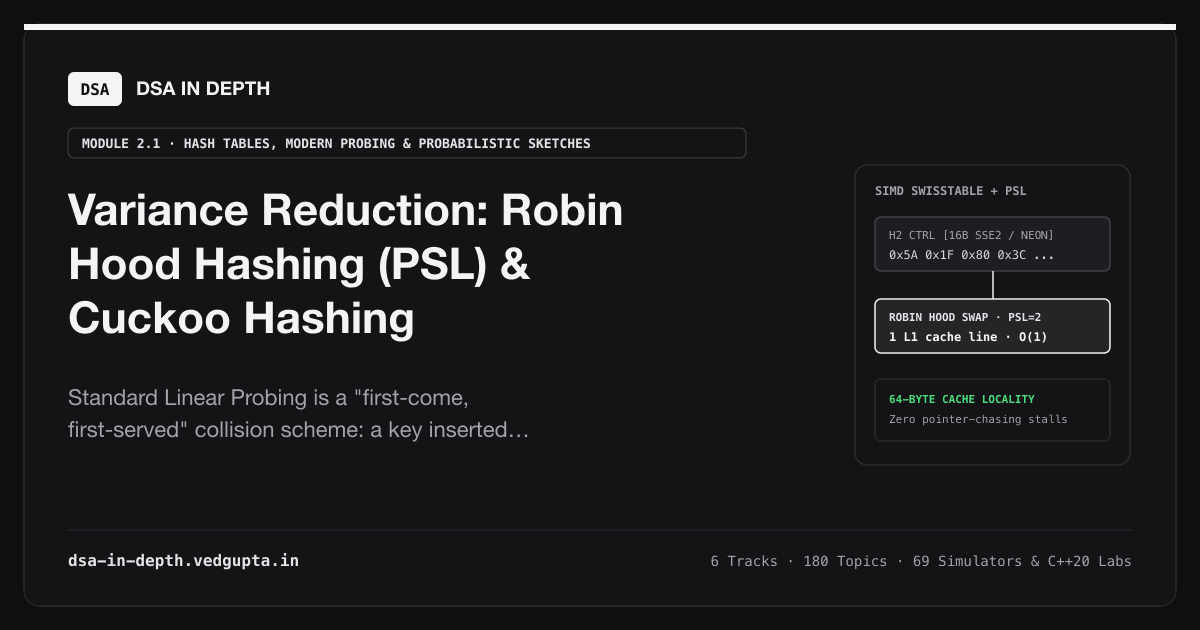 DSA
DSA IN DEPTH
MODULE 2.1 · HASH TABLES, MODERN PROBING & PROBABILISTIC SKETCHES
Variance Reduction: Robin
Hood Hashing (PSL) &
Cuckoo Hashing
Standard Linear Probing is a "first-come,
first-served" collision scheme: a key inserted...
SIMD SWISSTABLE + PSL
H2 CTRL [16B SSE2 / NEON]
0x5A 0x1F 0x80 0x3C ...
ROBIN HOOD SWAP · PSL=2
1 L1 cache line · O(1)
64-BYTE CACHE LOCALITY
Zero pointer-chasing stalls
dsa-in-depth.vedgupta.in
6 Tracks · 180 Topics · 69 Simulators & C++20 Labs